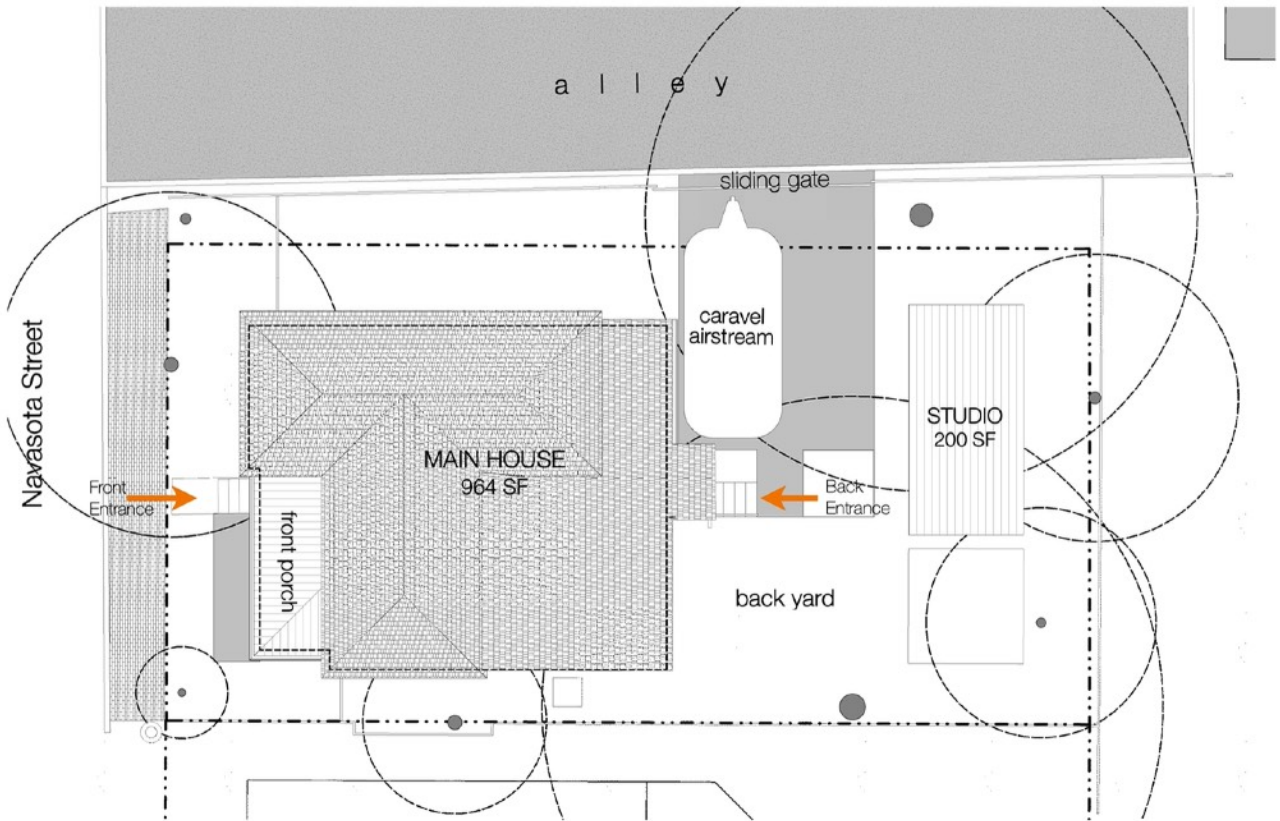 a l l e y
sliding gate
caravel
airstream
Navasota Street
MAIN HOUSE
964 SF
STUDIO
200 SF
Front
Entrance
Back
Entrance
front porch
back yard